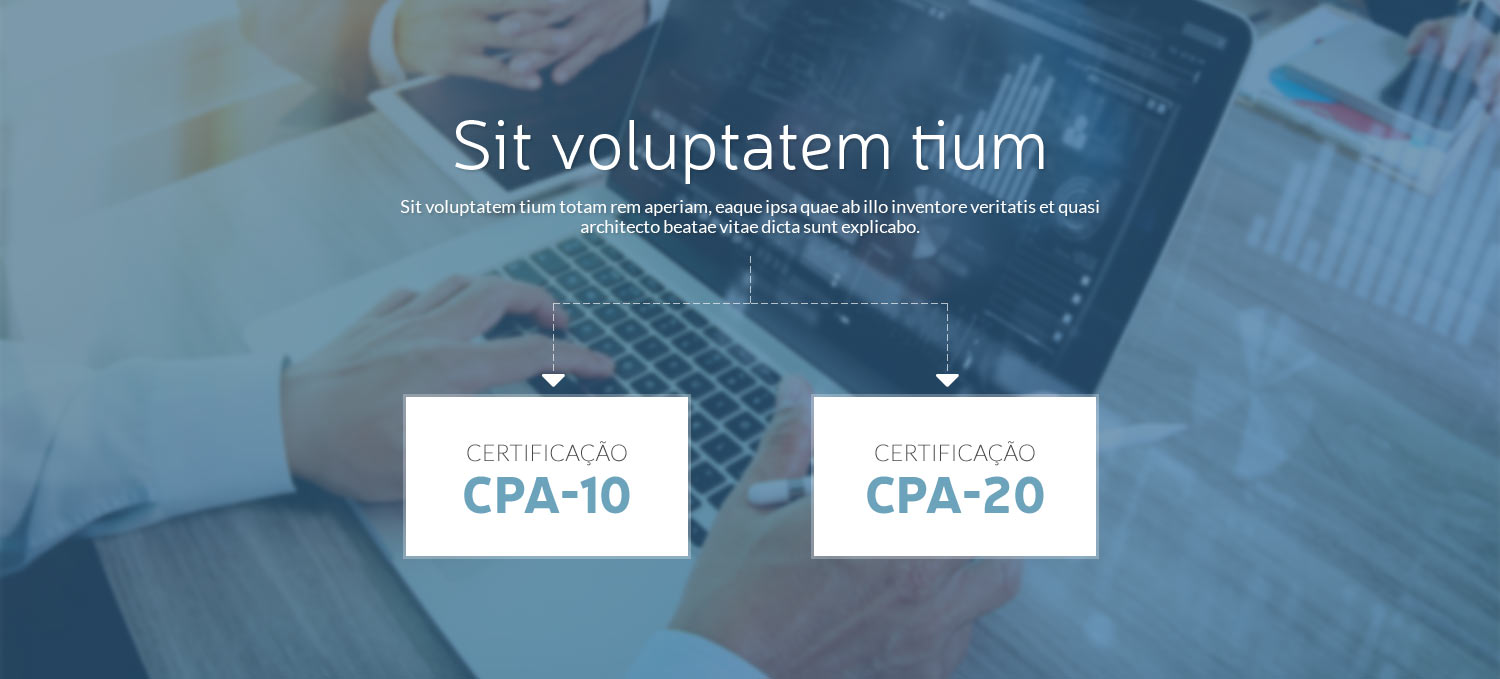 Sit voluptatem tium
Sit voluptatem tium totam rem aperiam, eaque ipsa quae ab illo inventore veritatis et quasi
architecto beatae vitae dicta sunt explicabo.
CERTIFICAÇÃO
CPA-10
CERTIFICAÇÃO
CPA-20